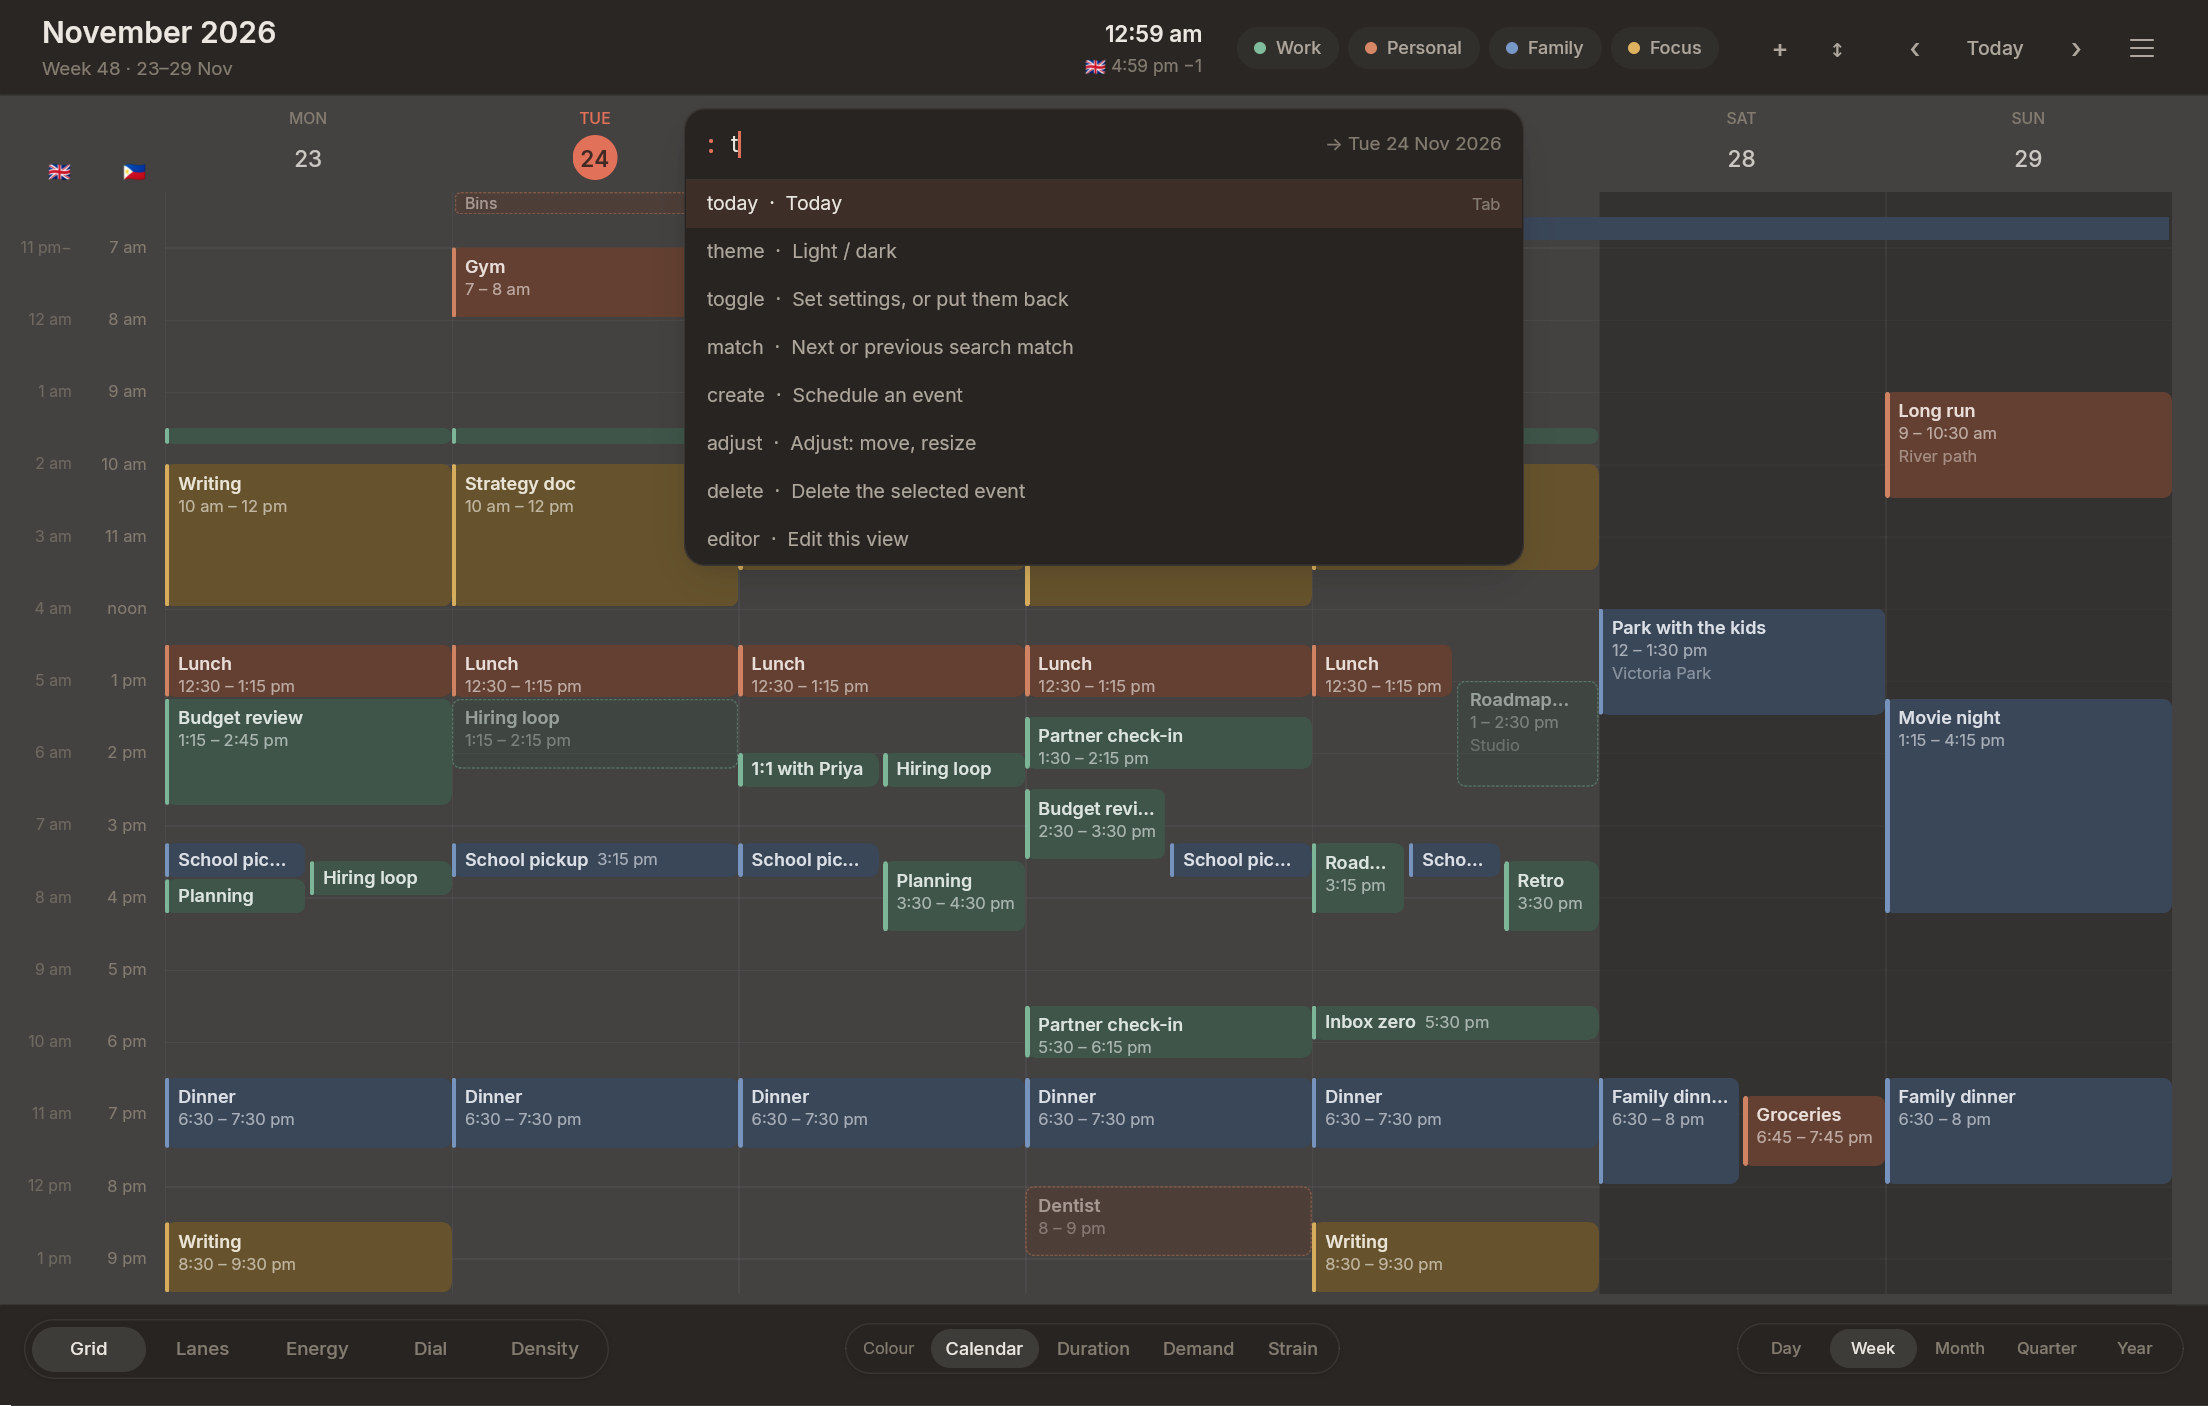 November 2026
Week 48 · 23–29 Nov
12:59 am
4:59 pm −1
Work
Personal
Family
Focus
+
↕
‹
Today
›
MON
23
TUE
24
SAT
28
SUN
29
: t
→ Tue 24 Nov 2026
today · Today
Tab
theme · Light / dark
toggle · Set settings, or put them back
match · Next or previous search match
create · Schedule an event
adjust · Adjust: move, resize
delete · Delete the selected event
editor · Edit this view
11 pm– 7 am
12 am 8 am
1 am 9 am
2 am 10 am
3 am 11 am
4 am noon
5 am 1 pm
6 am 2 pm
7 am 3 pm
8 am 4 pm
9 am 5 pm
10 am 6 pm
11 am 7 pm
12 pm 8 pm
1 pm 9 pm
Writing
10 am – 12 pm
Lunch
12:30 – 1:15 pm
Budget review
1:15 – 2:45 pm
School pic…
Hiring loop
Planning
Dinner
6:30 – 7:30 pm
Writing
8:30 – 9:30 pm
Bins
Gym
7 – 8 am
Strategy doc
10 am – 12 pm
Lunch
12:30 – 1:15 pm
Hiring loop
1:15 – 2:15 pm
School pickup 3:15 pm
Dinner
6:30 – 7:30 pm
Lunch
12:30 – 1:15 pm
1:1 with Priya
Hiring loop
School pic…
Planning
3:30 – 4:30 pm
Dinner
6:30 – 7:30 pm
Lunch
12:30 – 1:15 pm
Partner check-in
1:30 – 2:15 pm
Budget revi…
2:30 – 3:30 pm
School pic…
Partner check-in
5:30 – 6:15 pm
Dinner
6:30 – 7:30 pm
Dentist
8 – 9 pm
Lunch
12:30 – 1:15 pm
Roadmap…
1 – 2:30 pm
Studio
Road…
3:15 pm
Scho…
Retro
3:30 pm
Inbox zero 5:30 pm
Dinner
6:30 – 7:30 pm
Writing
8:30 – 9:30 pm
Park with the kids
12 – 1:30 pm
Victoria Park
Family dinn…
6:30 – 8 pm
Groceries
6:45 – 7:45 pm
Long run
9 – 10:30 am
River path
Movie night
1:15 – 4:15 pm
Family dinner
6:30 – 8 pm
Grid
Lanes
Energy
Dial
Density
Colour
Calendar
Duration
Demand
Strain
Day
Week
Month
Quarter
Year